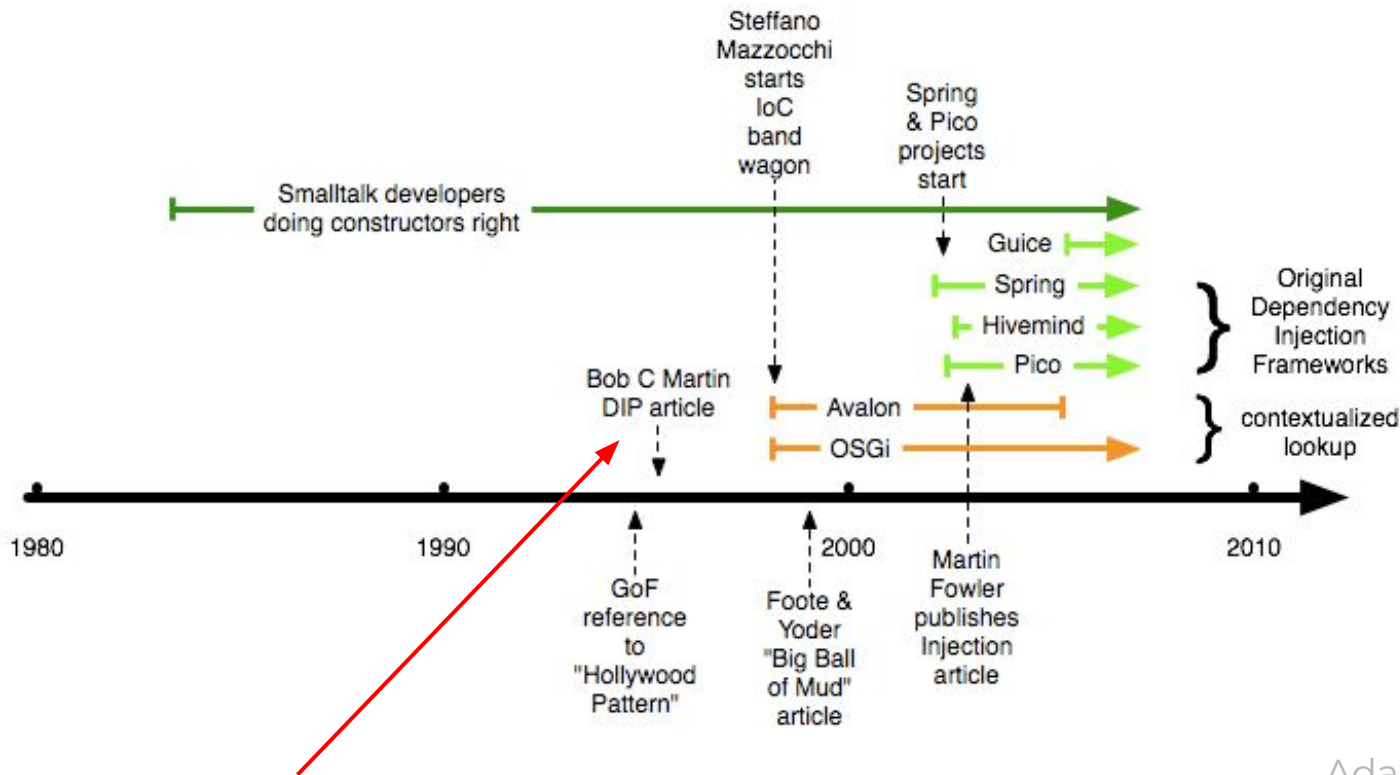 Steffano
Mazzocchi
starts
IoC
band
wagon
Spring
& Pico
projects
start
Smalltalk developers
doing constructors right
Guice
Spring
Hivemind
Pico
Original
Dependency
Injection
Frameworks
Bob C Martin
DIP article
Avalon
OSGi
contextualized
lookup
1980
1990
2000
2010
GoF
reference
to
"Hollywood
Pattern"
Foote &
Yoder
"Big Ball
of Mud"
article
Martin
Fowler
publishes
Injection
article